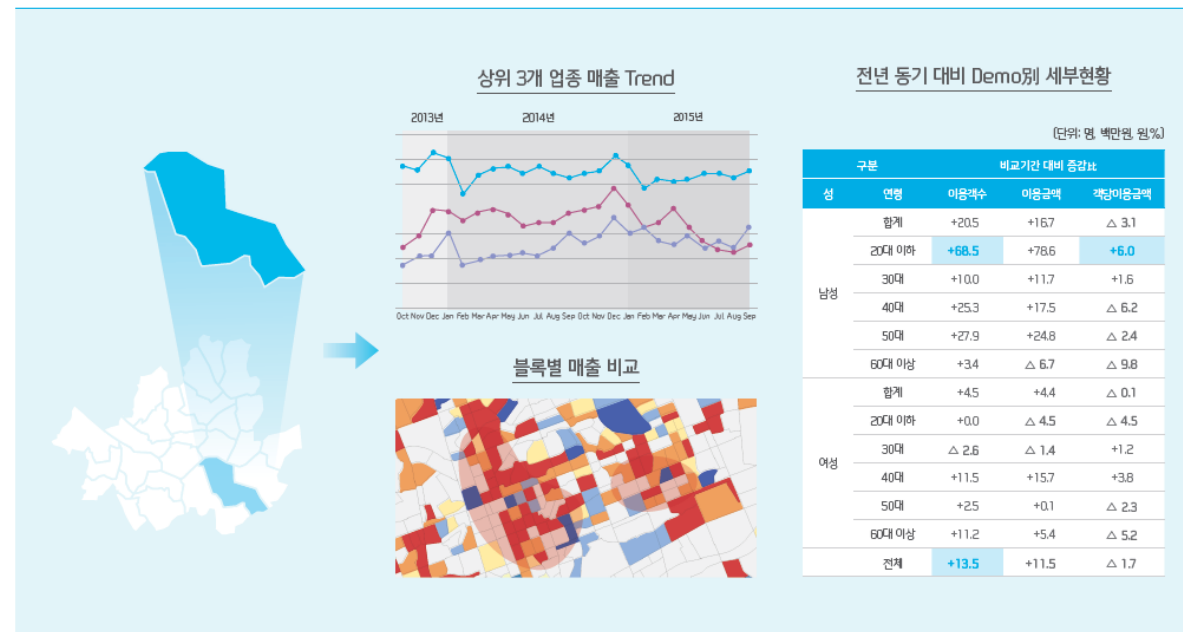 상위 3개 업종 매출 Trend
2013년 2014년 2015년
Oct Nov Dec Jan Feb Mar Apr May Jun Jul Aug Sep Oct Nov Dec Jan Feb Mar Apr May Jun Jul Aug Sep
블록별 매출 비교
전년 동기 대비 Demo別 세부현황
(단위: 명, 백만원, 원,%)
구분 비교기간 대비 증감比
성 연령 이용객수 이용금액 객당이용금액
남성
합계 +20.5 +16.7 △ 3.1
20대 이하 +68.5 +78.6 +6.0
30대 +10.0 +11.7 +1.6
40대 +25.3 +17.5 △ 6.2
50대 +27.9 +24.8 △ 2.4
60대 이상 +3.4 △ 6.7 △ 9.8
여성
합계 +4.5 +4.4 △ 0.1
20대 이하 +0.0 △ 4.5 △ 4.5
30대 △ 2.6 △ 1.4 +1.2
40대 +11.5 +15.7 +3.8
50대 +2.5 +0.1 △ 2.3
60대 이상 +11.2 +5.4 △ 5.2
전체 +13.5 +11.5 △ 1.7